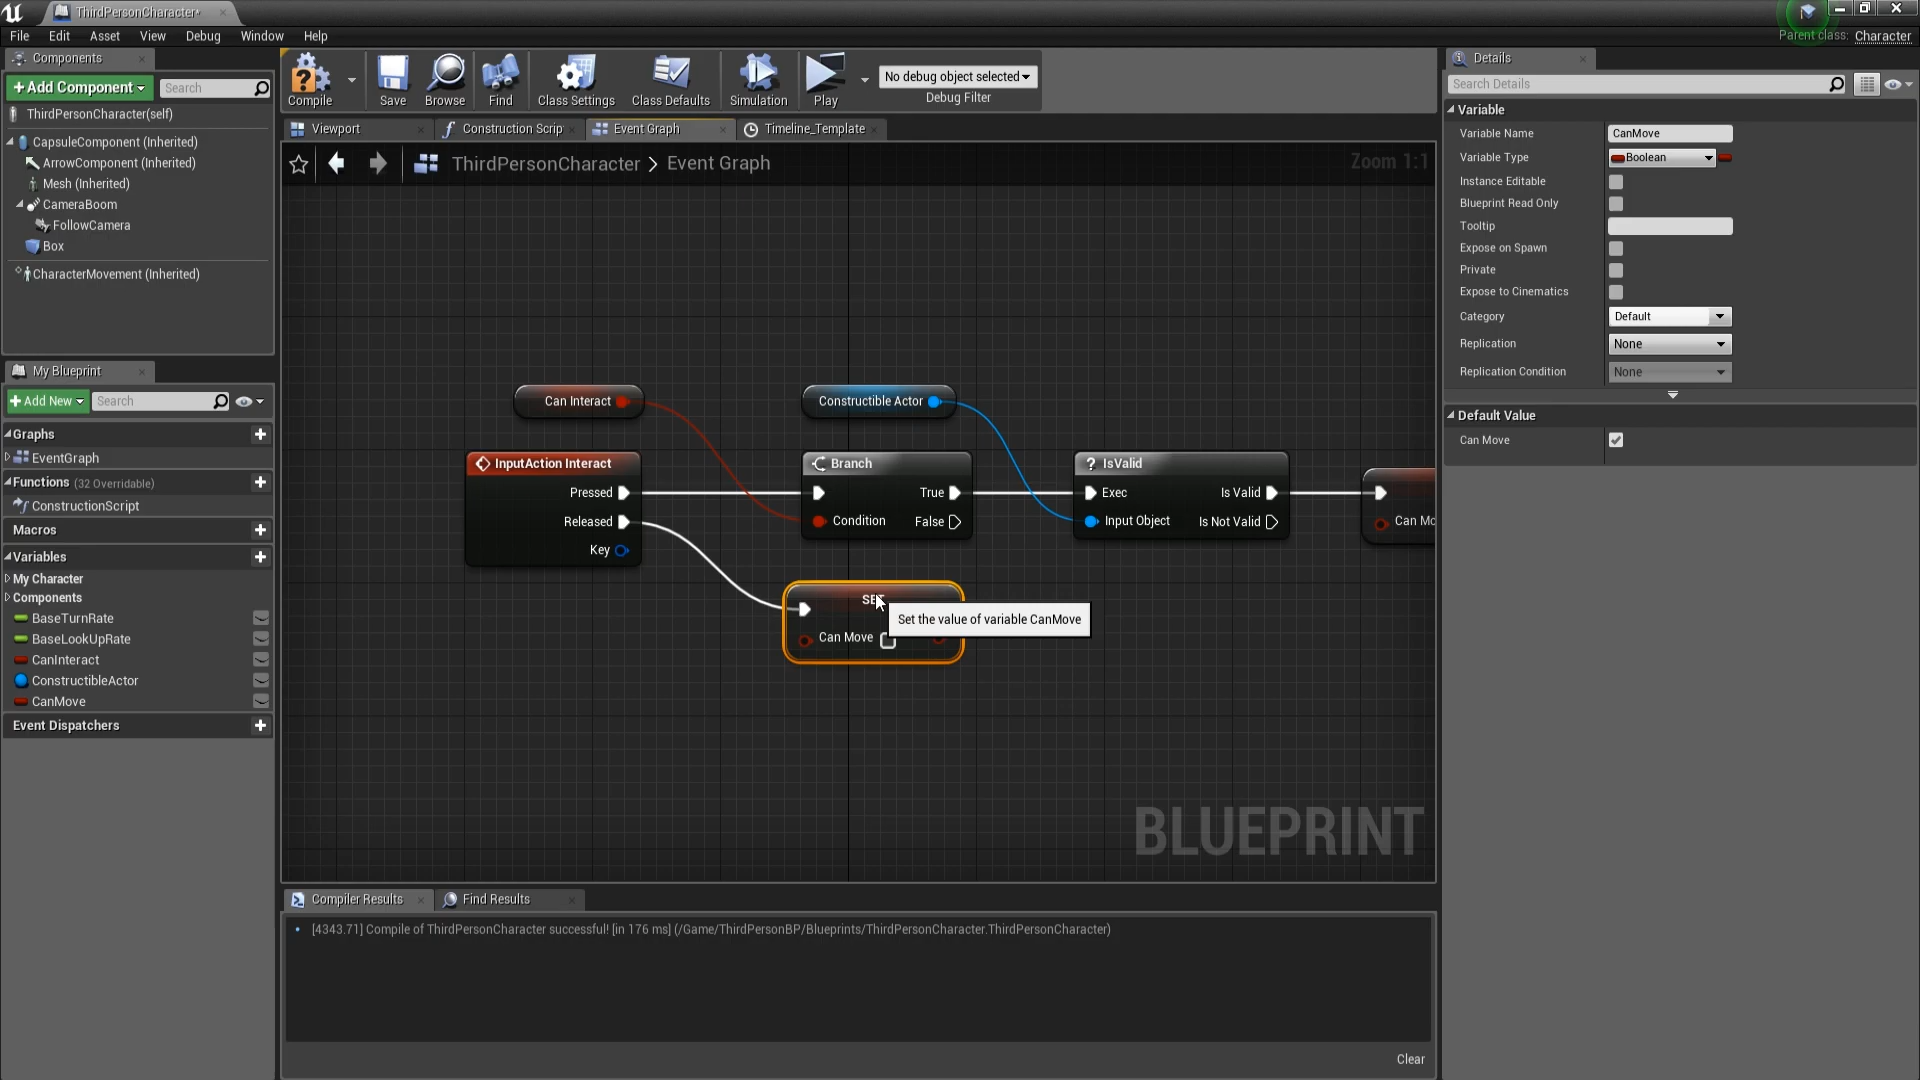 ThirdPersonCharacter*
File Edit Asset View Debug Window Help
Parent class: Character
Components
+Add Component
Search
ThirdPersonCharacter(self)
CapsuleComponent (Inherited)
ArrowComponent (Inherited)
Mesh (Inherited)
CameraBoom
FollowCamera
Box
CharacterMovement (Inherited)
My Blueprint
+Add New
Search
Graphs
EventGraph
Functions (32 Overridable)
ConstructionScript
Macros
Variables
My Character
Components
BaseTurnRate
BaseLookUpRate
CanInteract
ConstructibleActor
CanMove
Event Dispatchers
Compile Save Browse Find Class Settings Class Defaults Simulation Play
No debug object selected
Debug Filter
Viewport Construction Scrip Event Graph Timeline_Template
ThirdPersonCharacter > Event Graph
Zoom 1:1
Can Interact
Constructible Actor
InputAction Interact
Pressed
Released
Key
Branch
True
Condition False
? IsValid
Exec Is Valid
Input Object Is Not Valid
Can Mo
SET
Can Move
Set the value of variable CanMove
BLUEPRINT
Compiler Results Find Results
[4343.71] Compile of ThirdPersonCharacter successful! [in 176 ms] (/Game/ThirdPersonBP/Blueprints/ThirdPersonCharacter.ThirdPersonCharacter)
Clear
Details
Search Details
Variable
Variable Name CanMove
Variable Type Boolean
Instance Editable
Blueprint Read Only
Tooltip
Expose on Spawn
Private
Expose to Cinematics
Category Default
Replication None
Replication Condition None
Default Value
Can Move